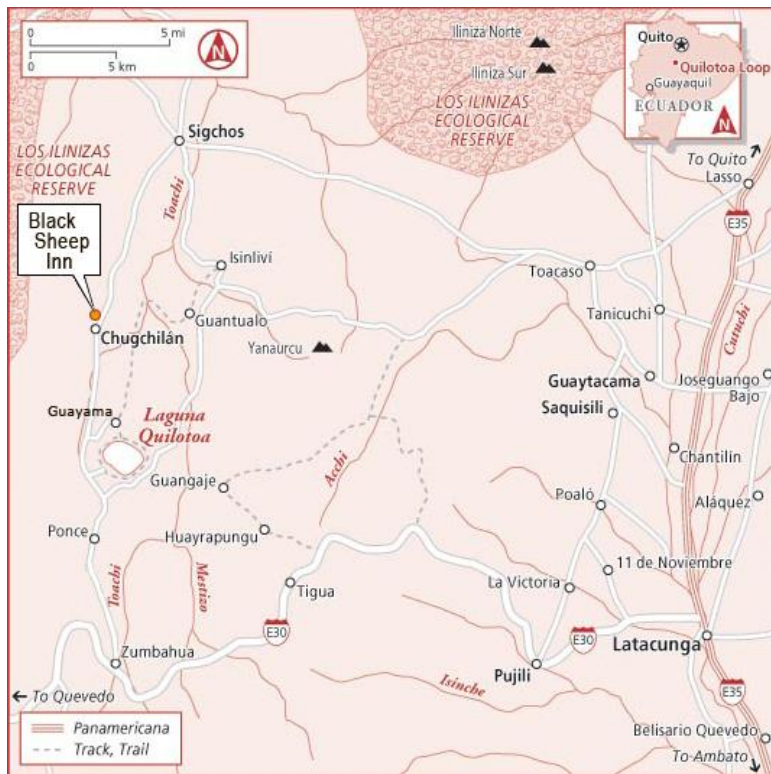 0 5 mi
0 5 km
N
Iliniza Norte
Iliniza Sur
LOS ILINIZAS
ECOLOGICAL
RESERVE
Quito
Quilotoa Loop
Guayaquil
ECUADOR
N
Sigchos
LOS ILINIZAS
ECOLOGICAL
RESERVE
To Quito
Lasso
Toachi
E35
Black
Sheep
Inn
Isinliví
Toacaso
Chugchilán
Guantualo
Tanicuchi
Cutuchi
Yanaurcu
Guaytacama
Joseguango
Bajo
Saquisili
Guayama
Laguna
Quilotoa
Chantilín
Acchi
Guangaje
Poaló
Aláquez
Ponce
Huayrapungu
Toachi
Mestizo
Tigua
La Victoria
11 de Noviembre
E30
E30
Zumbahua
Latacunga
Pujili
To Quevedo
Isinche
E35
Panamericana
Track, Trail
Belisario Quevedo
To Ambato